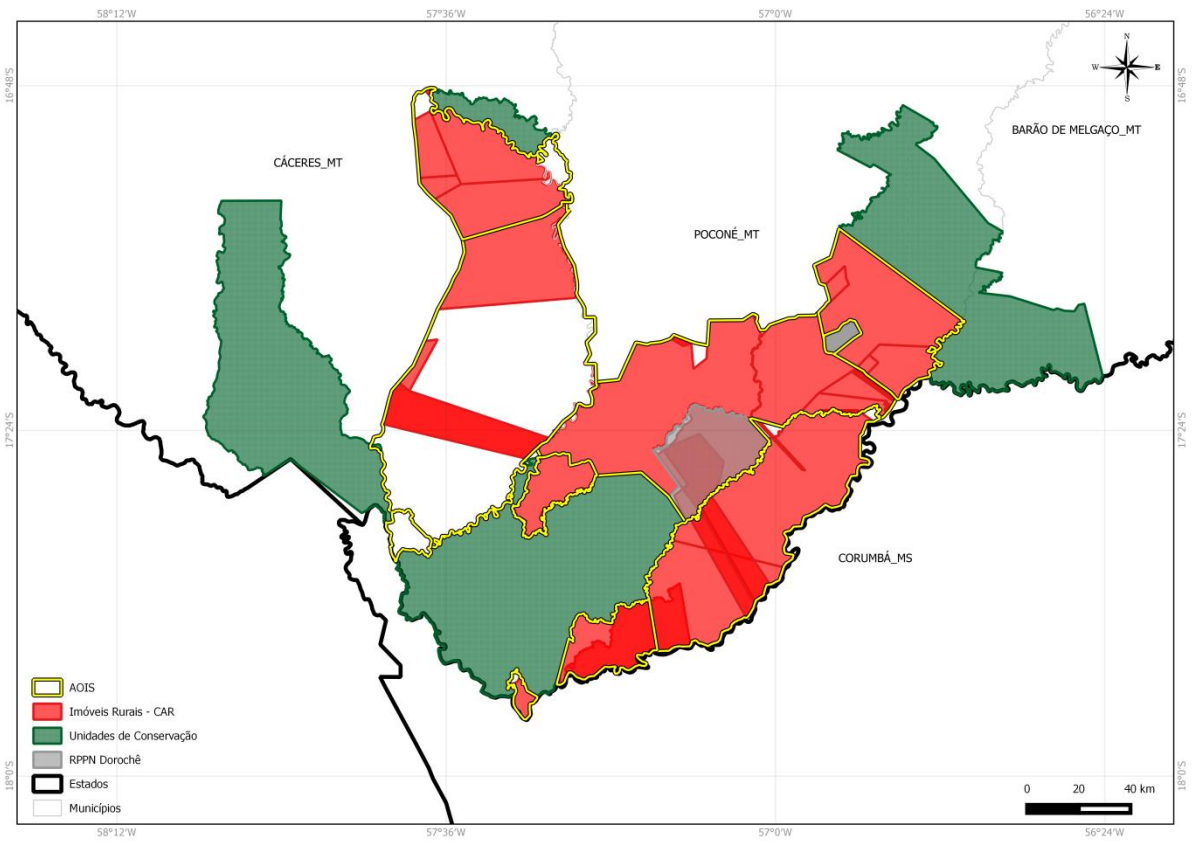 58°12'W 57°36'W 57°0'W 56°24'W
16°48'S 16°48'S
N
W E
S
BARÃO DE MELGAÇO_MT
CÁCERES_MT
POCONÉ_MT
17°24'S 17°24'S
CORUMBÁ_MS
AOIS
Imóveis Rurais - CAR
Unidades de Conservação
RPPN Dorochê
Estados
Municípios
18°0'S 18°0'S
0 20 40 km
58°12'W 57°36'W 57°0'W 56°24'W